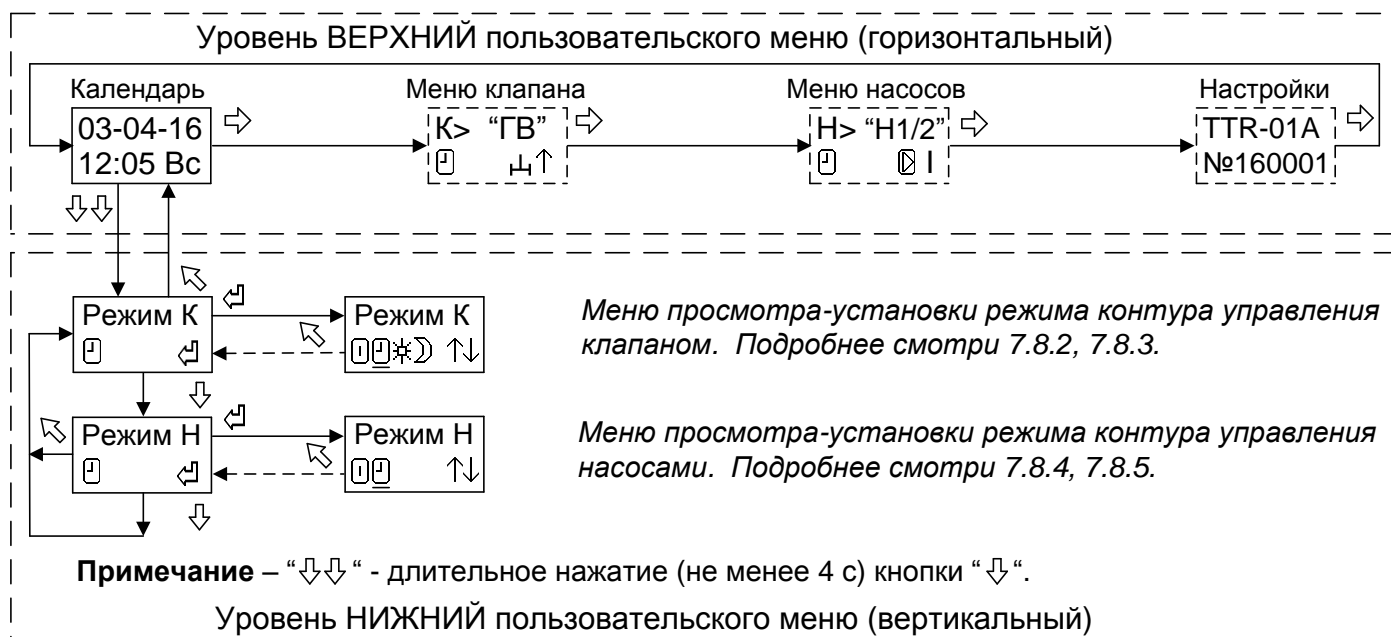 Уровень ВЕРХНИЙ пользовательского меню (горизонтальный)
Календарь
Меню клапана
Меню насосов
Настройки
03-04-16
12:05 Вс
К> “ГВ”
Н> “Н1/2”
I
TTR-01A
№160001
Режим К
Режим К
Меню просмотра-установки режима контура управления
клапаном. Подробнее смотри 7.8.2, 7.8.3.
Режим Н
Режим Н
Меню просмотра-установки режима контура управления
насосами. Подробнее смотри 7.8.4, 7.8.5.
Примечание – “⇩⇩“ - длительное нажатие (не менее 4 с) кнопки “⇩“.
Уровень НИЖНИЙ пользовательского меню (вертикальный)